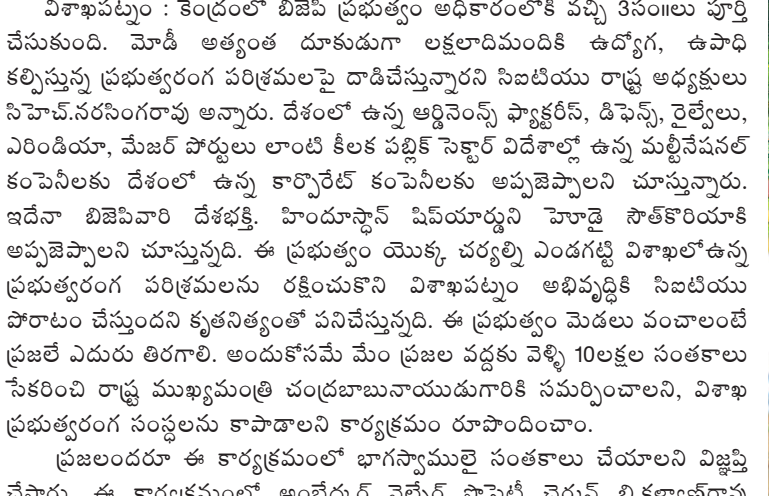 విశాఖపట్నం : కేంద్రంలో బిజేపి ప్రభుత్వం అధికారంలోకి వచ్చి 3సం॥లు పూర్తి
చేసుకుంది. మోడీ అత్యంత దూకుడుగా లక్షలాదిమందికి ఉద్యోగ, ఉపాధి
కల్పిస్తున్న ప్రభుత్వరంగ పరిశ్రమలపై దాడిచేస్తున్నారని సిఐటియు రాష్ట్ర అధ్యక్షులు
సిహెచ్.నరసింగరావు అన్నారు. దేశంలో ఉన్న ఆర్డినెంన్స్ ఫ్యాక్టరీస్, డిఫెన్స్, రైల్వేలు,
ఎరిండియా, మేజర్ పోర్టులు లాంటి కీలక పబ్లిక్ సెక్టార్ విదేశాల్లో ఉన్న మల్టీనేషనల్
కంపెనీలకు దేశంలో ఉన్న కార్పొరేట్ కంపెనీలకు అప్పజెప్పాలని చూస్తున్నారు.
ఇదేనా బిజెపివారి దేశభక్తి. హిందూస్థాన్ షిప్‌యార్డుని హెూడై సౌత్‌కొరియాకి
అప్పజెప్పాలని చూస్తున్నది. ఈ ప్రభుత్వం యొక్క చర్యల్ని ఎండగట్టి విశాఖలోఉన్న
ప్రభుత్వరంగ పరిశ్రమలను రక్షించుకొని విశాఖపట్నం అభివృద్ధికి సిఐటియు
పోరాటం చేస్తుందని కృతనిత్యంతో పనిచేస్తున్నది. ఈ ప్రభుత్వం మెడలు వంచాలంటే
ప్రజలే ఎదురు తిరగాలి. అందుకోసమే మేం ప్రజల వద్దకు వెళ్ళి 10లక్షల సంతకాలు
సేకరించి రాష్ట్ర ముఖ్యమంత్రి చంద్రబాబునాయుడుగారికి సమర్పించాలని, విశాఖ
ప్రభుత్వరంగ సంస్థలను కాపాడాలని కార్యక్రమం రూపొందించాం.
ప్రజలందరూ ఈ కార్యక్రమంలో భాగస్వాములై సంతకాలు చేయాలని విజ్ఞప్తి
చేసారు. ఈ కార్యక్రమంలో అంబేద్కర్ వెల్ఫేర్ సొసైటీ